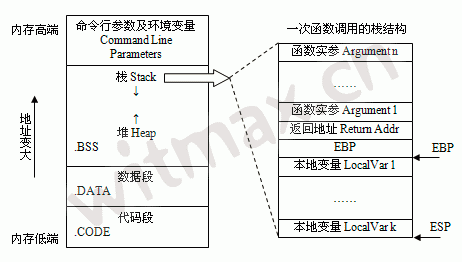 内存高端
命令行参数及环境变量
Command Line
Parameters
栈 Stack
↓
↑
堆 Heap
.BSS
地址变大
数据段
.DATA
代码段
.CODE
内存低端
一次函数调用的栈结构
函数实参 Argument n
……
函数实参 Argument 1
返回地址 Return Addr
EBP
EBP
本地变量 LocalVar 1
……
本地变量 LocalVar k
ESP
witmax.cn